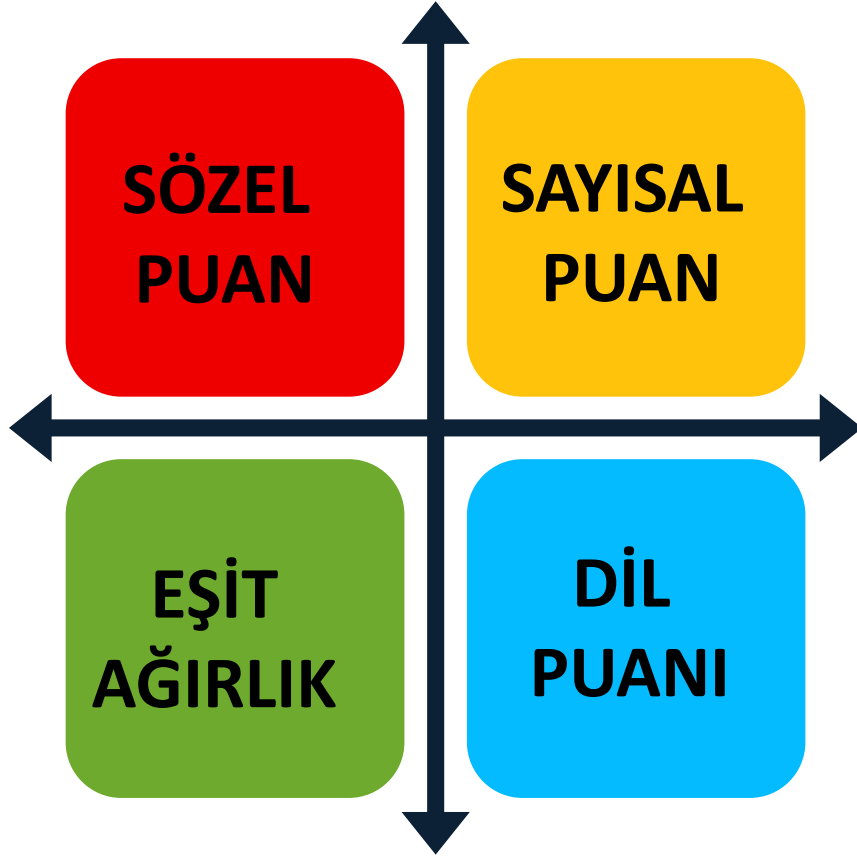 SÖZEL
PUAN
SAYISAL
PUAN
EŞİT
AĞIRLIK
DİL
PUANI